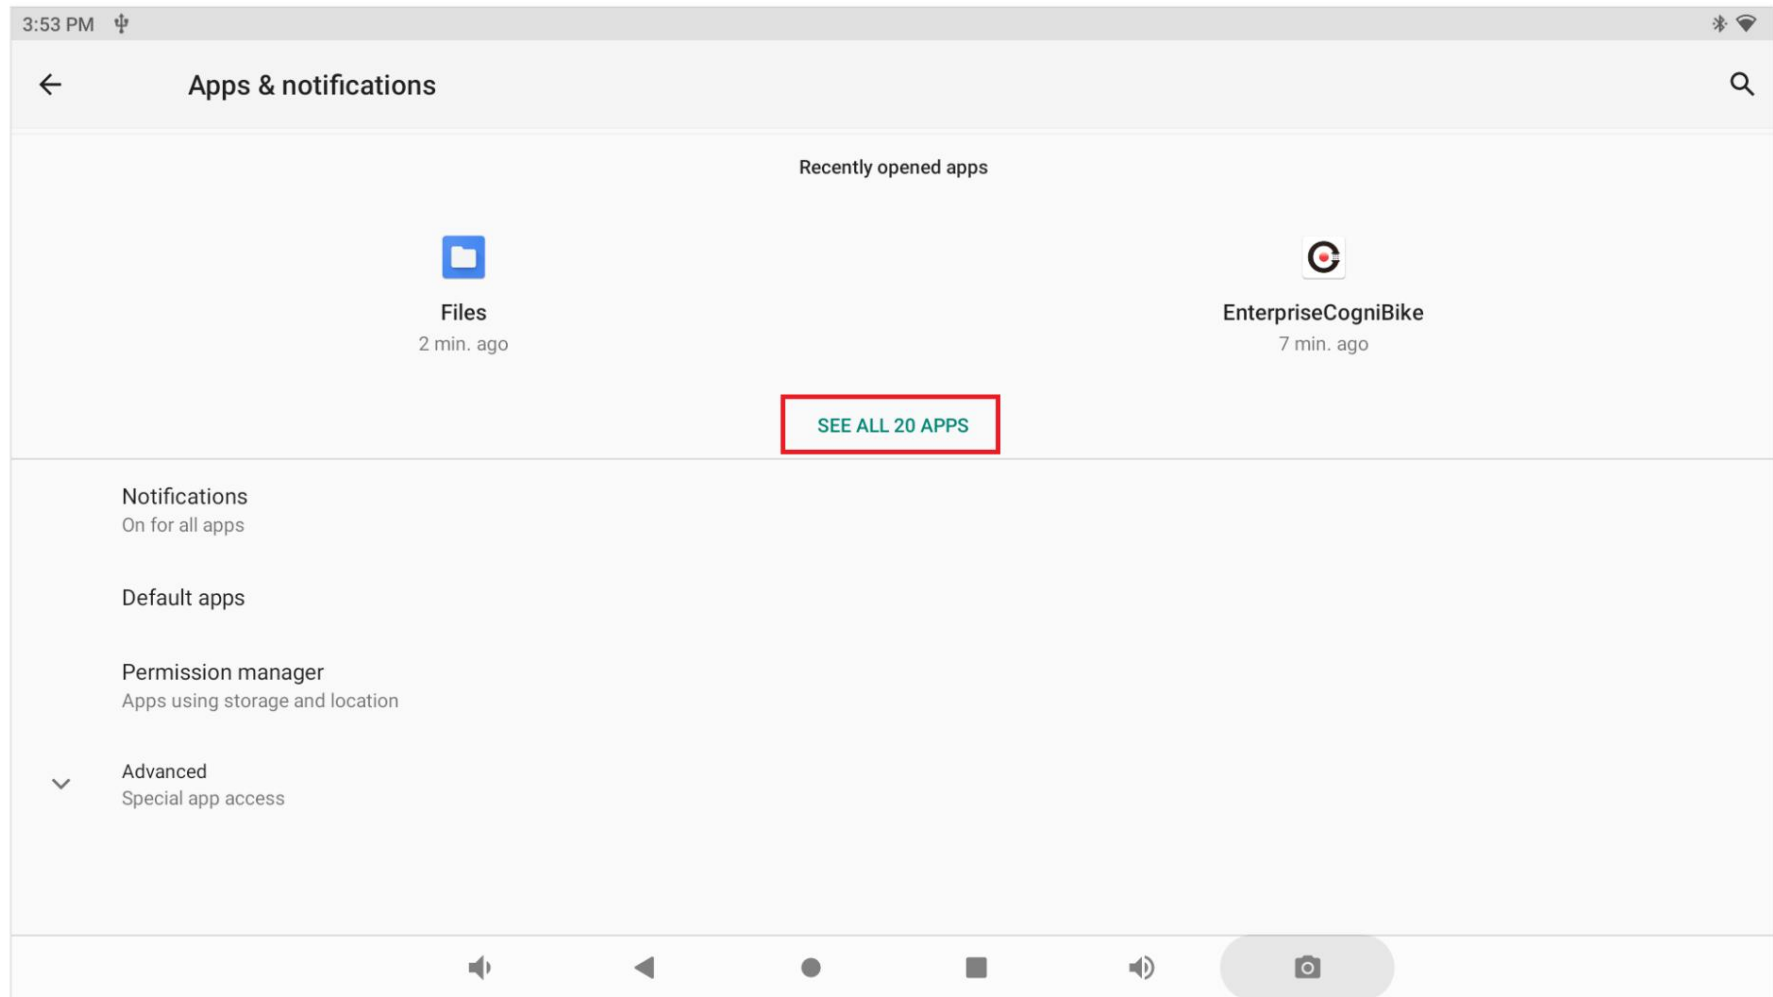 3:53 PM
Apps & notifications
Recently opened apps
Files
2 min. ago
EnterpriseCogniBike
7 min. ago
SEE ALL 20 APPS
Notifications
On for all apps
Default apps
Permission manager
Apps using storage and location
Advanced
Special app access